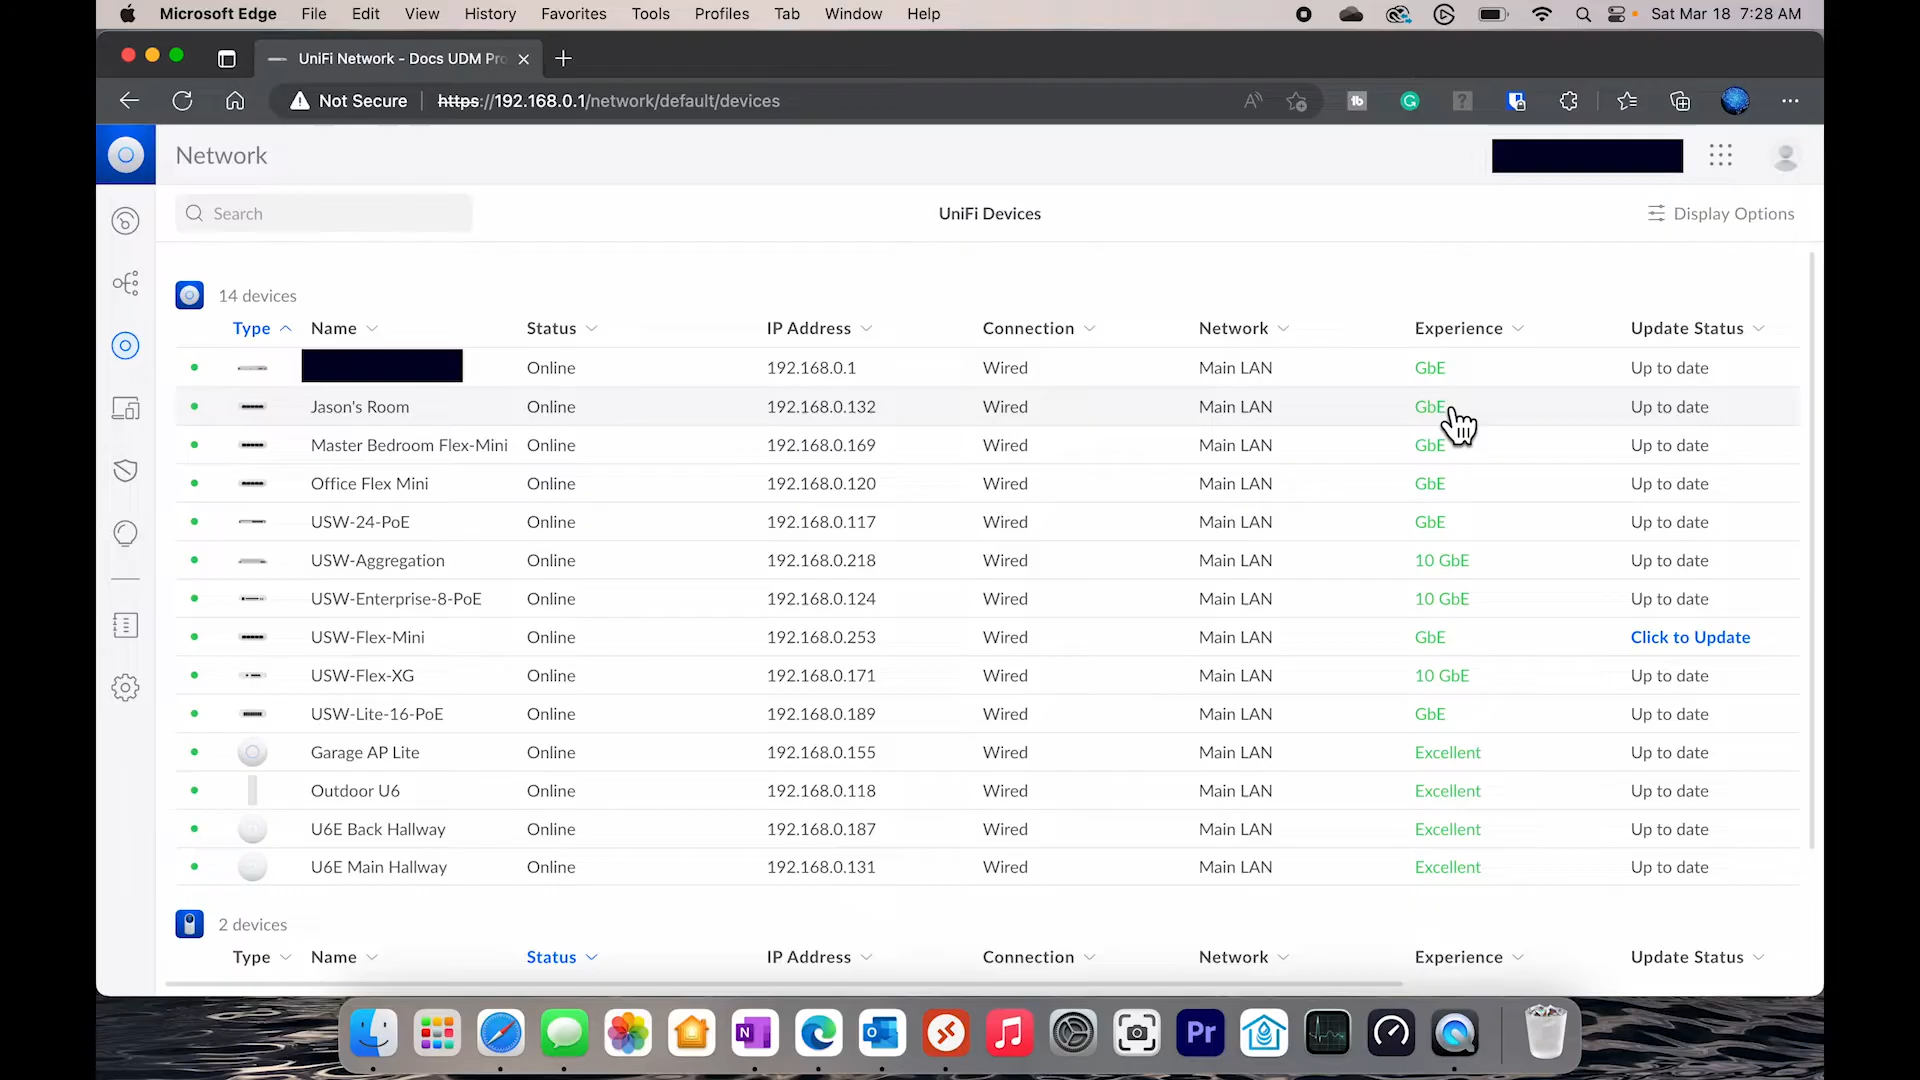 Microsoft Edge File Edit View History Favorites Tools Profiles Tab Window Help Sat Mar 18 7:28 AM
UniFi Network - Docs UDM Pro
Not Secure https://192.168.0.1/network/default/devices
Network
Search UniFi Devices Display Options
14 devices
Type Name Status IP Address Connection Network Experience Update Status
Online 192.168.0.1 Wired Main LAN GbE Up to date
Jason's Room Online 192.168.0.132 Wired Main LAN GbE Up to date
Master Bedroom Flex-Mini Online 192.168.0.169 Wired Main LAN GbE Up to date
Office Flex Mini Online 192.168.0.120 Wired Main LAN GbE Up to date
USW-24-PoE Online 192.168.0.117 Wired Main LAN GbE Up to date
USW-Aggregation Online 192.168.0.218 Wired Main LAN 10 GbE Up to date
USW-Enterprise-8-PoE Online 192.168.0.124 Wired Main LAN 10 GbE Up to date
USW-Flex-Mini Online 192.168.0.253 Wired Main LAN GbE Click to Update
USW-Flex-XG Online 192.168.0.171 Wired Main LAN 10 GbE Up to date
USW-Lite-16-PoE Online 192.168.0.189 Wired Main LAN GbE Up to date
Garage AP Lite Online 192.168.0.155 Wired Main LAN Excellent Up to date
Outdoor U6 Online 192.168.0.118 Wired Main LAN Excellent Up to date
U6E Back Hallway Online 192.168.0.187 Wired Main LAN Excellent Up to date
U6E Main Hallway Online 192.168.0.131 Wired Main LAN Excellent Up to date
2 devices
Type Name Status IP Address Connection Network Experience Update Status
N Pr